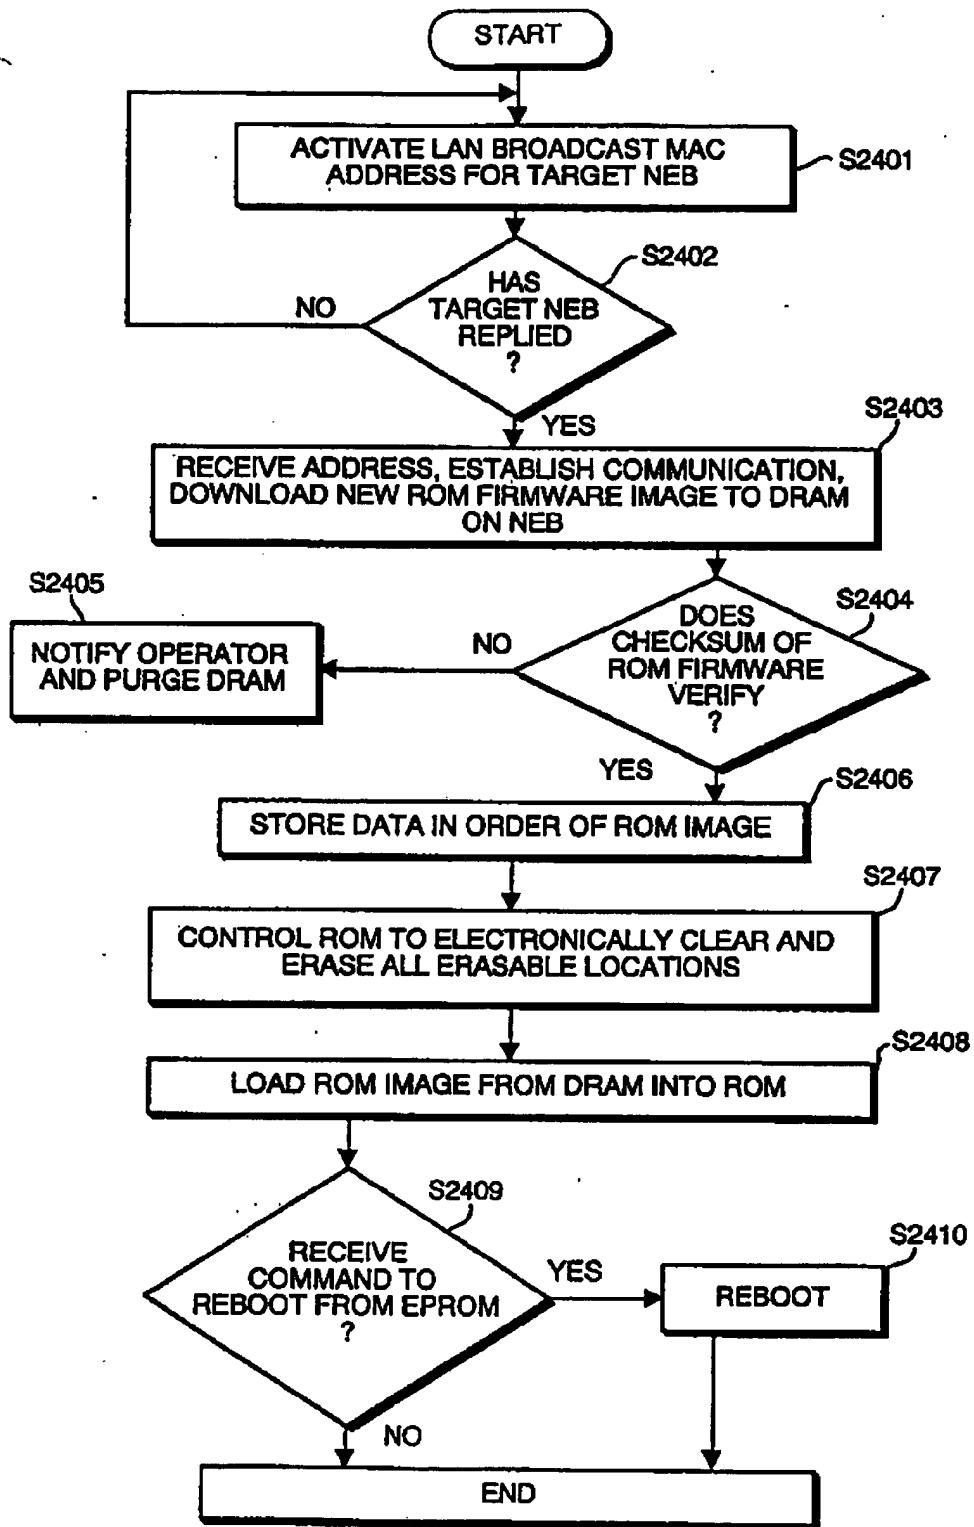 START
ACTIVATE LAN BROADCAST MAC
ADDRESS FOR TARGET NEB
S2401
S2402
HAS
TARGET NEB
REPLIED
?
NO
YES
S2403
RECEIVE ADDRESS, ESTABLISH COMMUNICATION,
DOWNLOAD NEW ROM FIRMWARE IMAGE TO DRAM
ON NEB
S2405
NOTIFY OPERATOR
AND PURGE DRAM
NO
S2404
DOES
CHECKSUM OF
ROM FIRMWARE
VERIFY
?
YES
S2406
STORE DATA IN ORDER OF ROM IMAGE
S2407
CONTROL ROM TO ELECTRONICALLY CLEAR AND
ERASE ALL ERASABLE LOCATIONS
S2408
LOAD ROM IMAGE FROM DRAM INTO ROM
S2409
RECEIVE
COMMAND TO
REBOOT FROM EPROM
?
YES
S2410
REBOOT
NO
END